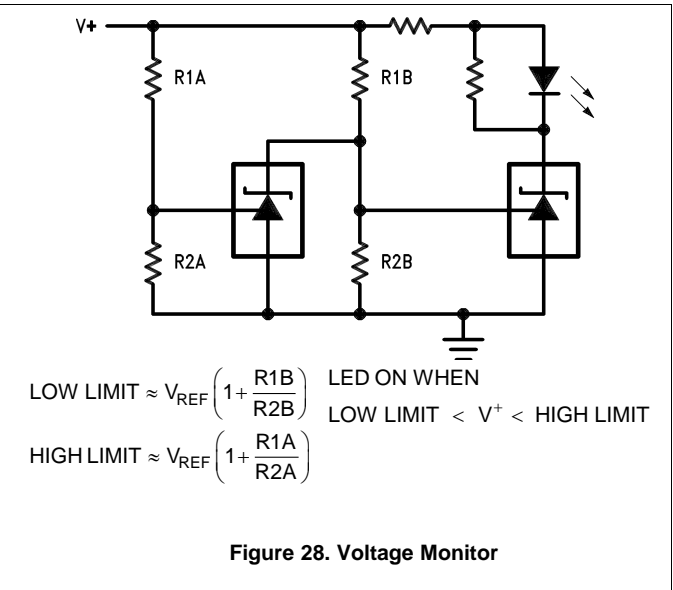 V+
R1A
R1B
R2A
R2B
LOW LIMIT ≈ V_REF (1 + R1B/R2B)
LED ON WHEN
LOW LIMIT < V⁺ < HIGH LIMIT
HIGH LIMIT ≈ V_REF (1 + R1A/R2A)
Figure 28. Voltage Monitor